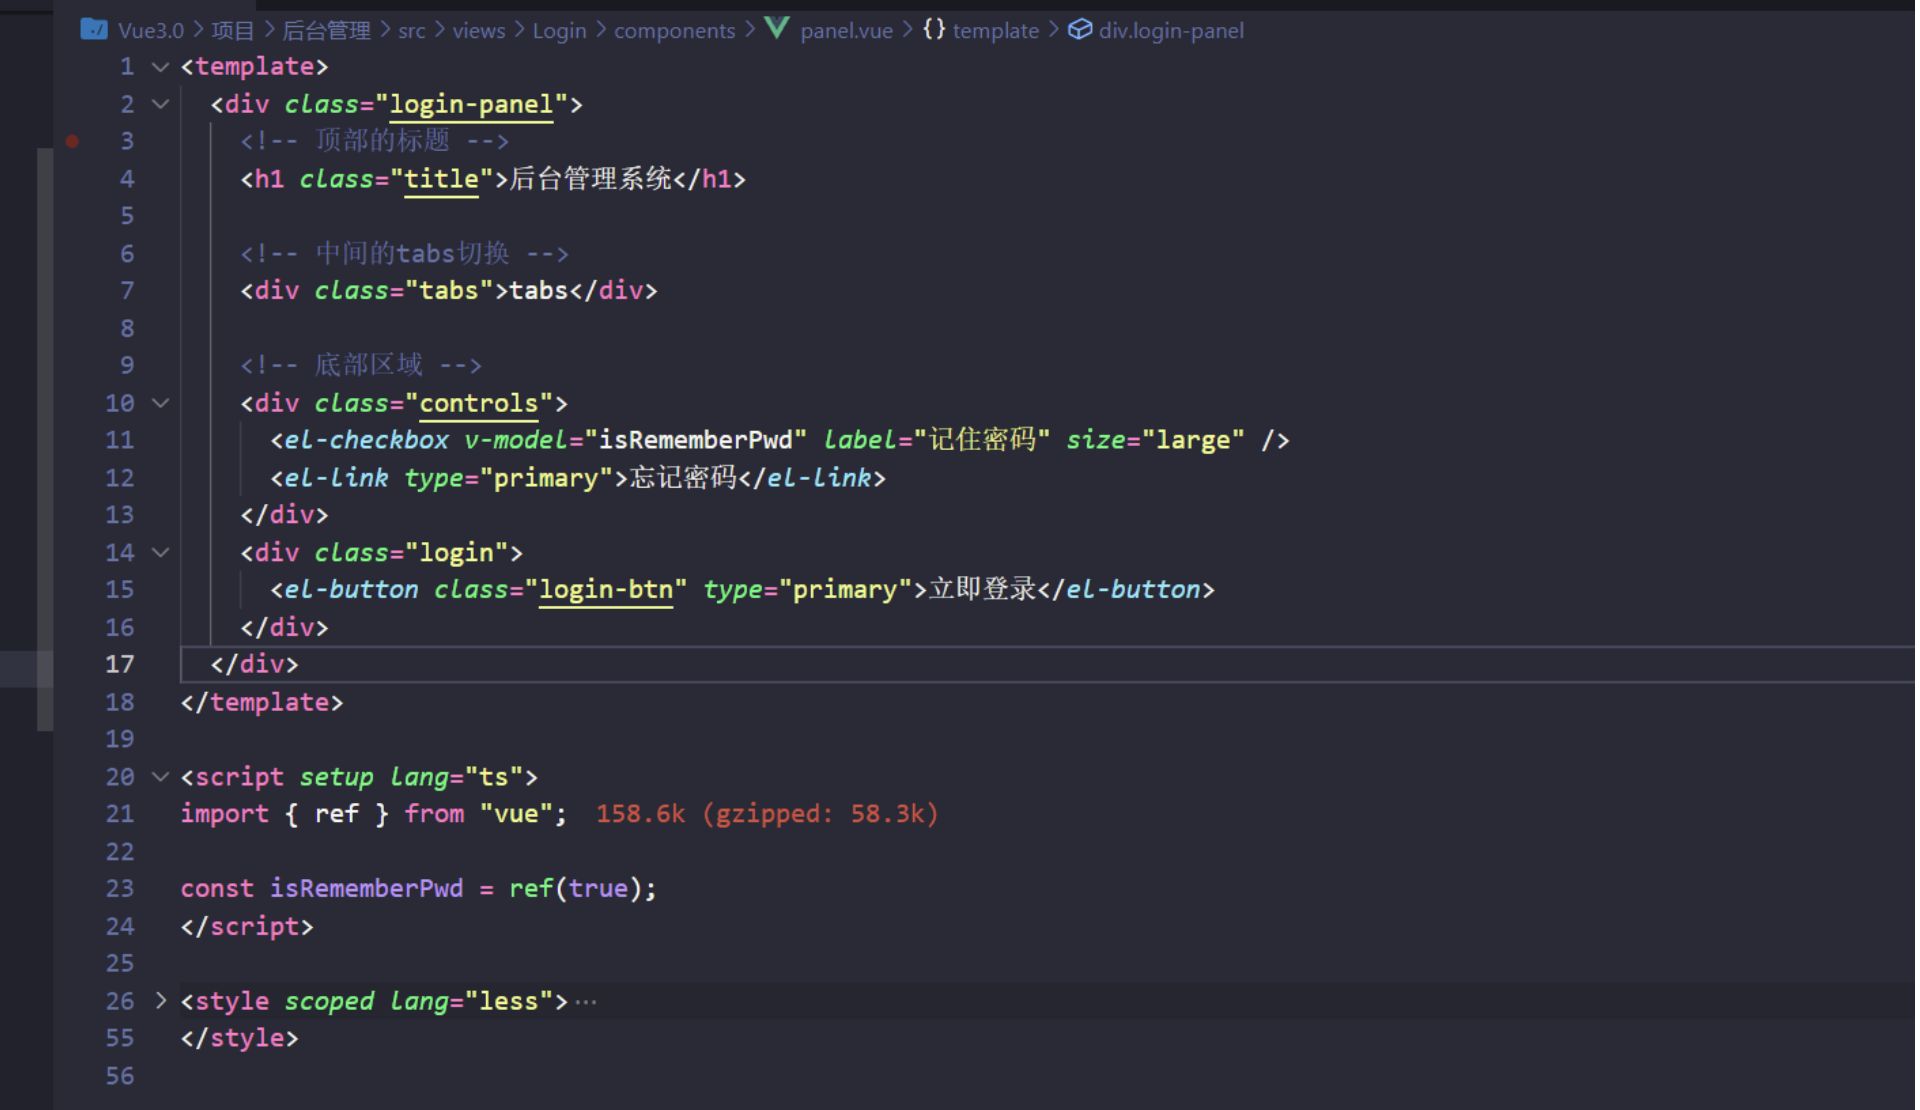 Vue3.0 > 项目 > 后台管理 > src > views > Login > components > panel.vue > {} template > div.login-panel
1 <template>
2 <div class="login-panel">
3 <!-- 顶部的标题 -->
4 <h1 class="title">后台管理系统</h1>
5
6 <!-- 中间的tabs切换 -->
7 <div class="tabs">tabs</div>
8
9 <!-- 底部区域 -->
10 <div class="controls">
11 <el-checkbox v-model="isRememberPwd" label="记住密码" size="large" />
12 <el-link type="primary">忘记密码</el-link>
13 </div>
14 <div class="login">
15 <el-button class="login-btn" type="primary">立即登录</el-button>
16 </div>
17 </div>
18 </template>
19
20 <script setup lang="ts">
21 import { ref } from "vue"; 158.6k (gzipped: 58.3k)
22
23 const isRememberPwd = ref(true);
24 </script>
25
26 <style scoped lang="less">···
55 </style>
56